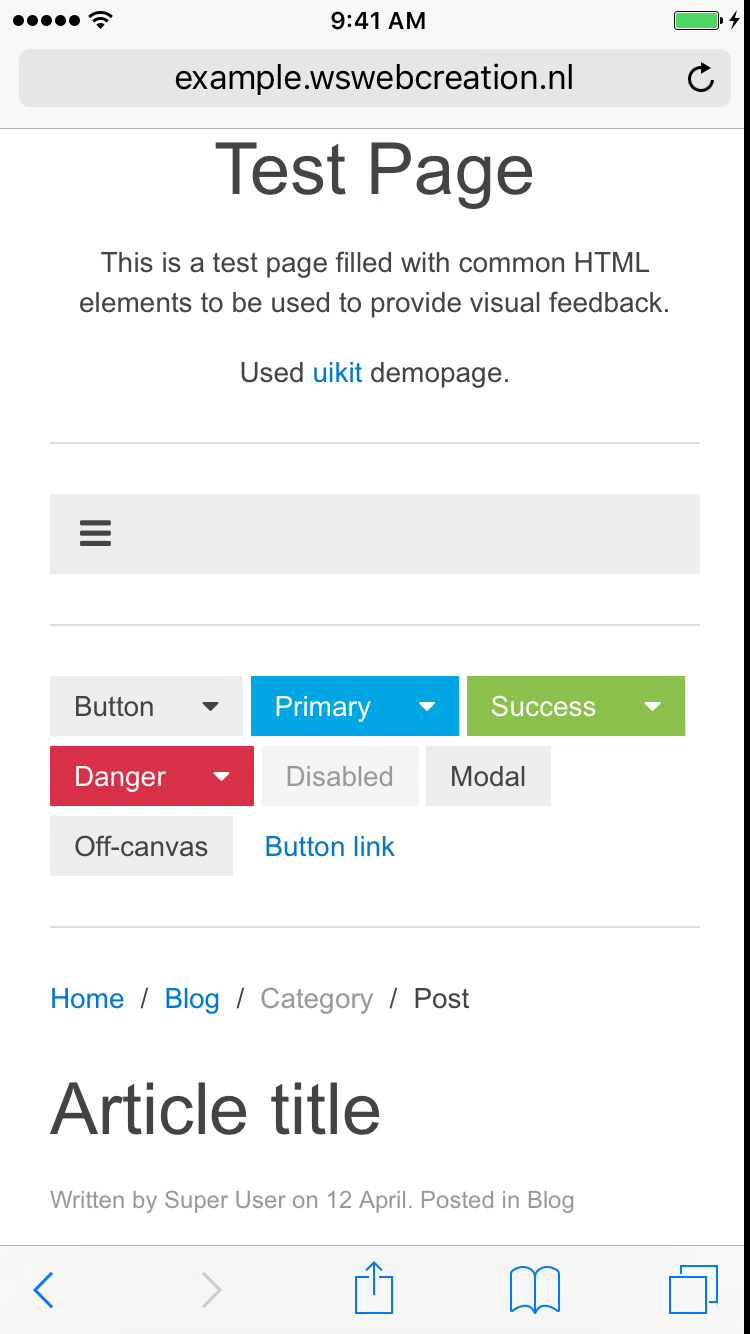 9:41 AM
example.wswebcreation.nl
Test Page
This is a test page filled with common HTML
elements to be used to provide visual feedback.
Used uikit demopage.
Button Primary Success
Danger Disabled Modal
Off-canvas Button link
Home / Blog / Category / Post
Article title
Written by Super User on 12 April. Posted in Blog